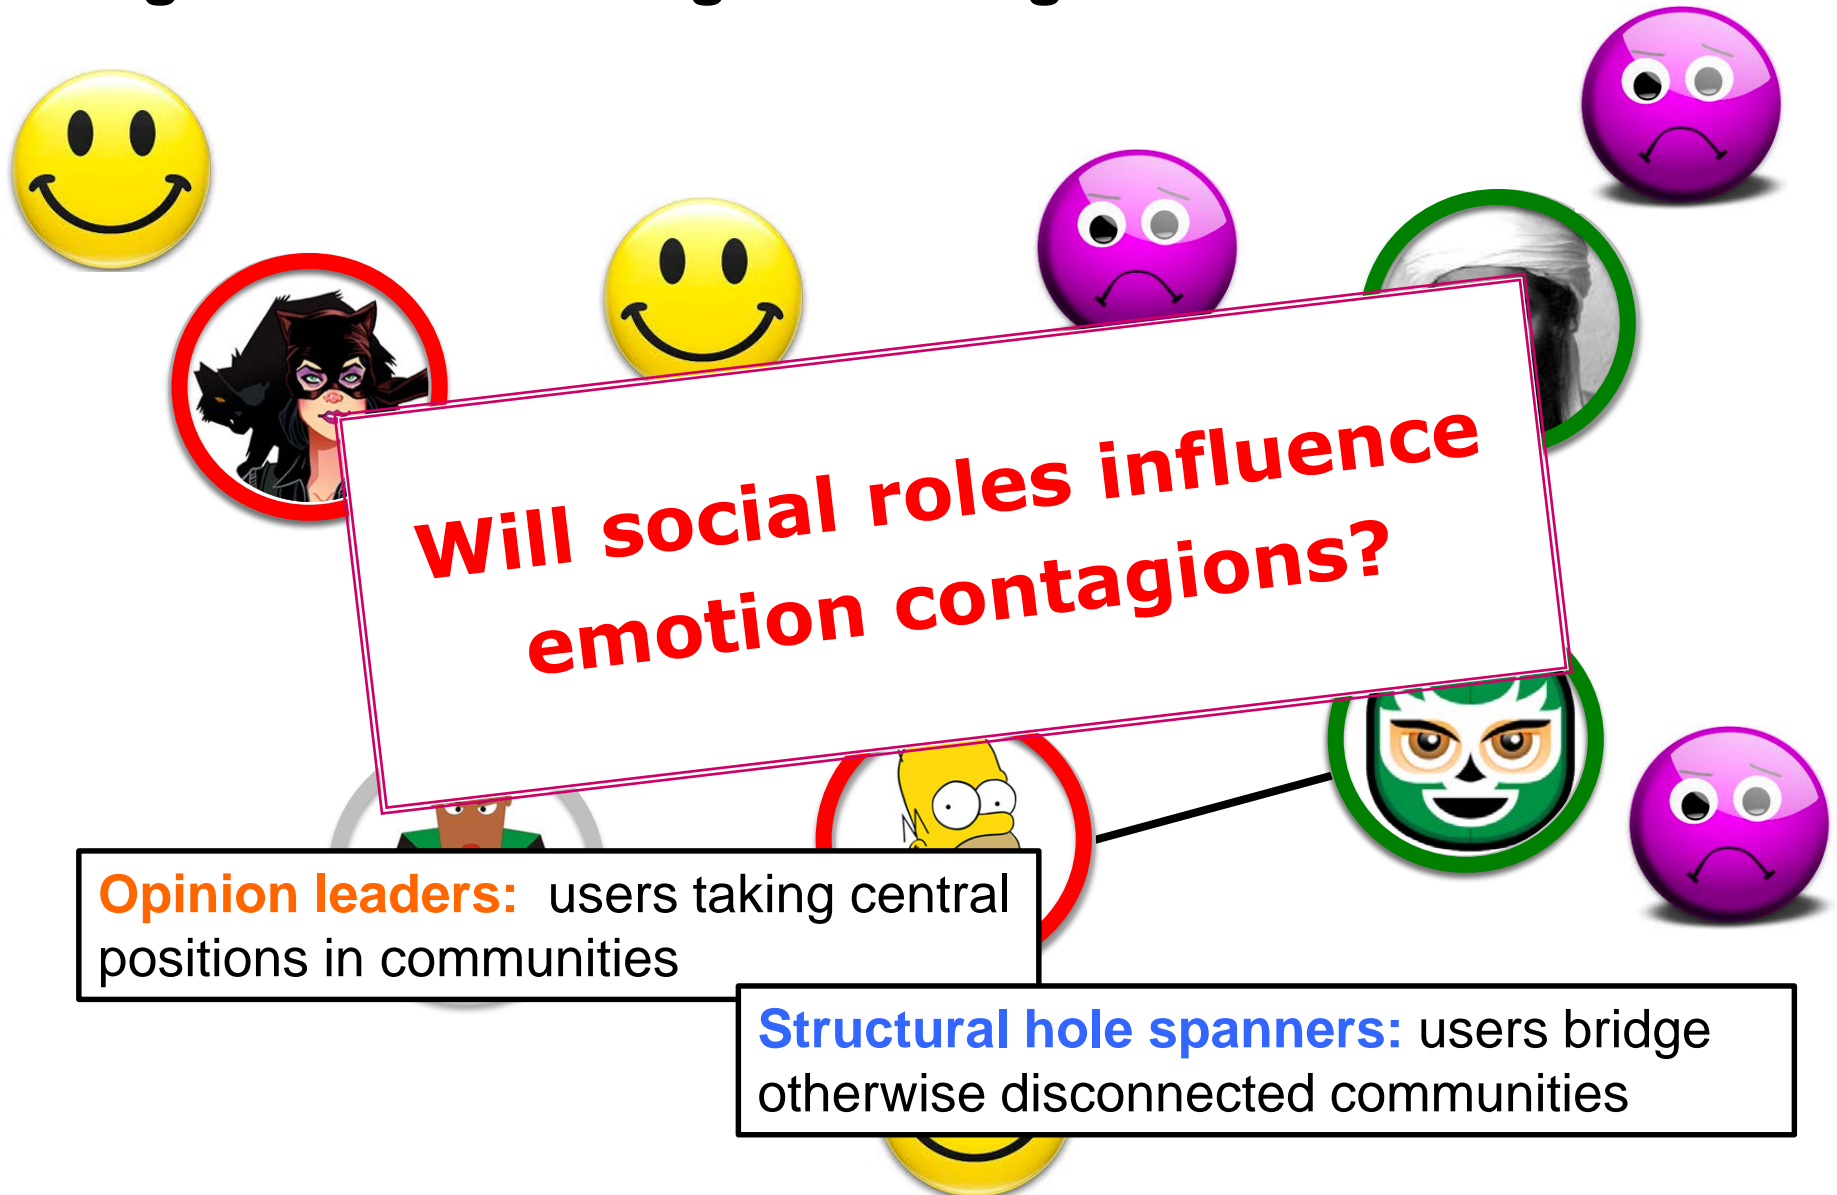 Will social roles influence
emotion contagions?
Opinion leaders: users taking central
positions in communities
Structural hole spanners: users bridge
otherwise disconnected communities